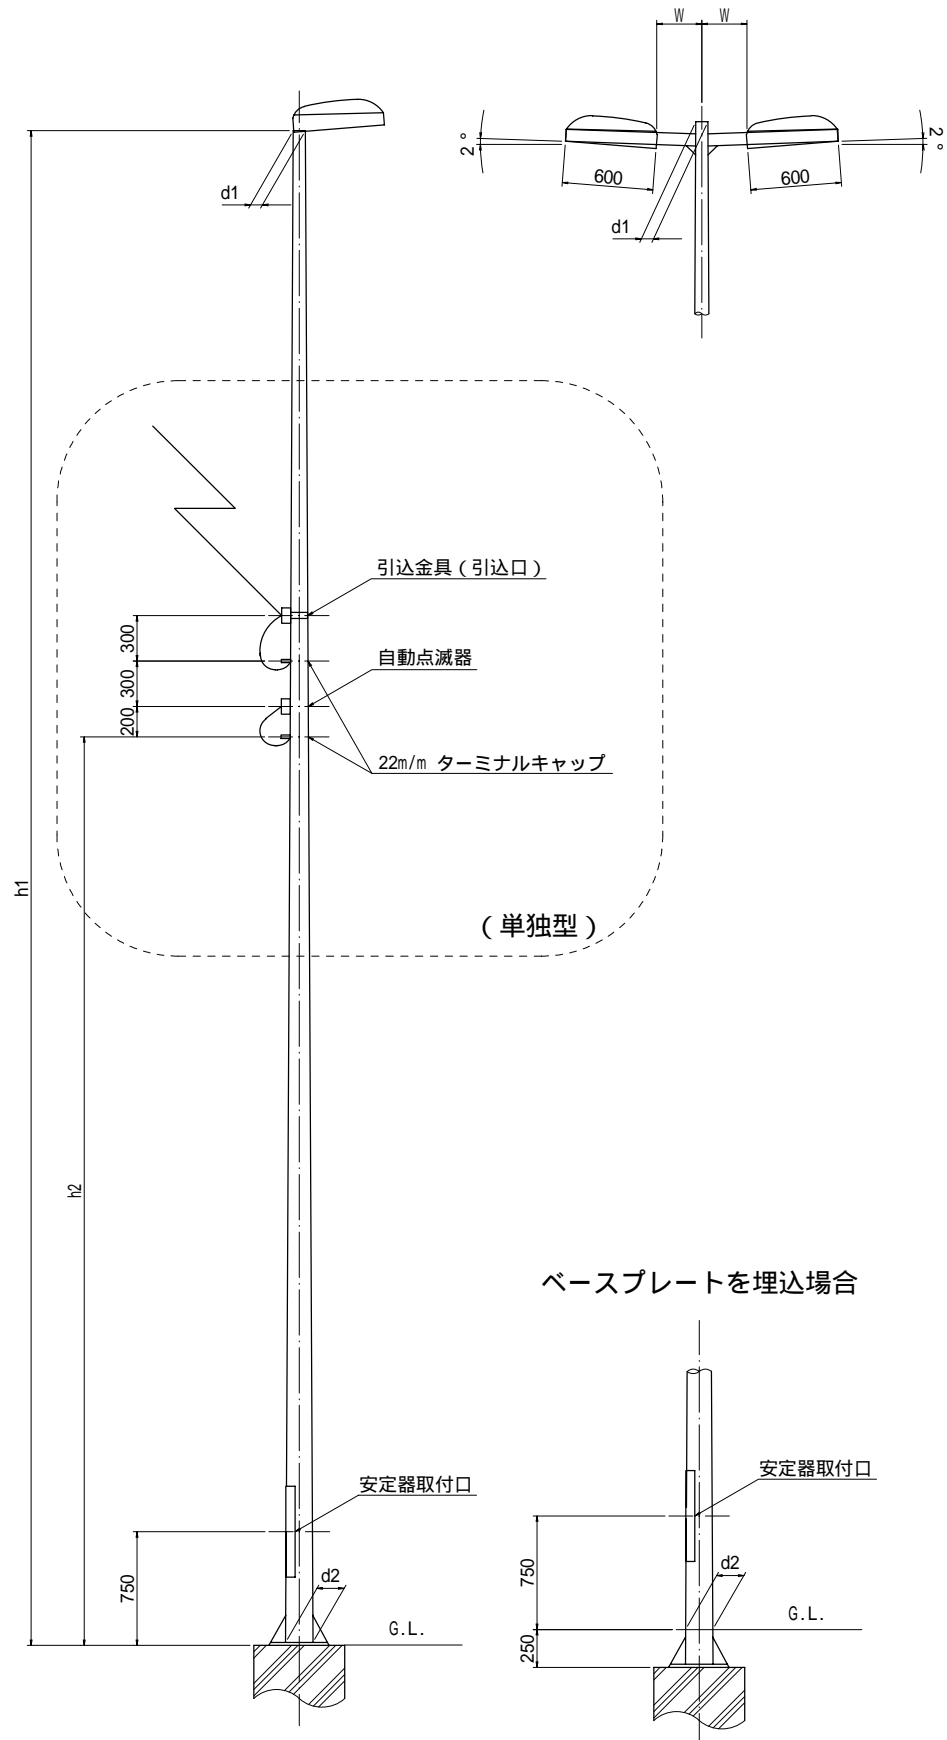 W W
2°
2°
600
600
d1
d1
引込金具（引込口）
300
自動点滅器
300
200
22m/m ターミナルキャップ
h1
（単独型）
h2
ベースプレートを埋込場合
安定器取付口
安定器取付口
750
d2
G.L.
750
d2
G.L.
250